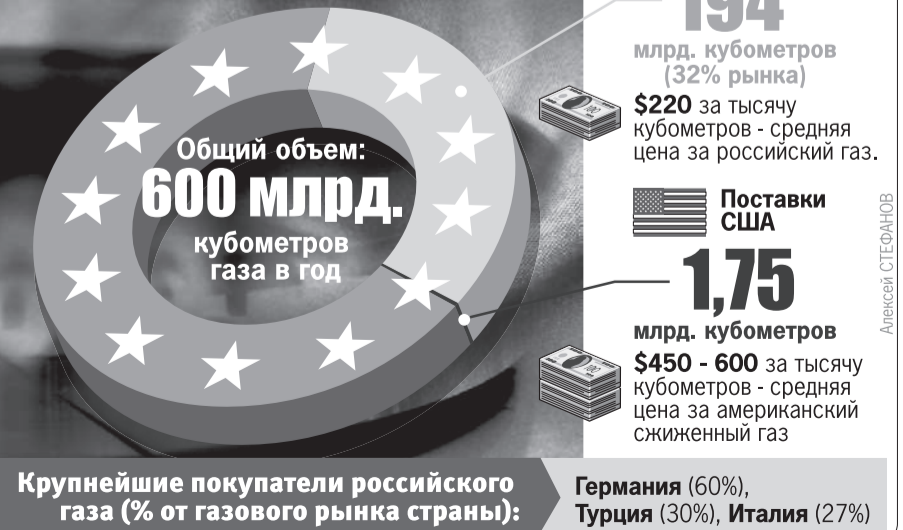 194
млрд. кубометров
(32% рынка)
$220 за тысячу
кубометров - средняя
цена за российский газ.
Общий объем:
600 млрд.
кубометров
газа в год
Поставки
США
1,75
млрд. кубометров
$450 - 600 за тысячу
кубометров - средняя
цена за американский
сжиженный газ
Алексей СТЕФАНОВ
Крупнейшие покупатели российского
газа (% от газового рынка страны):
Германия (60%),
Турция (30%), Италия (27%)